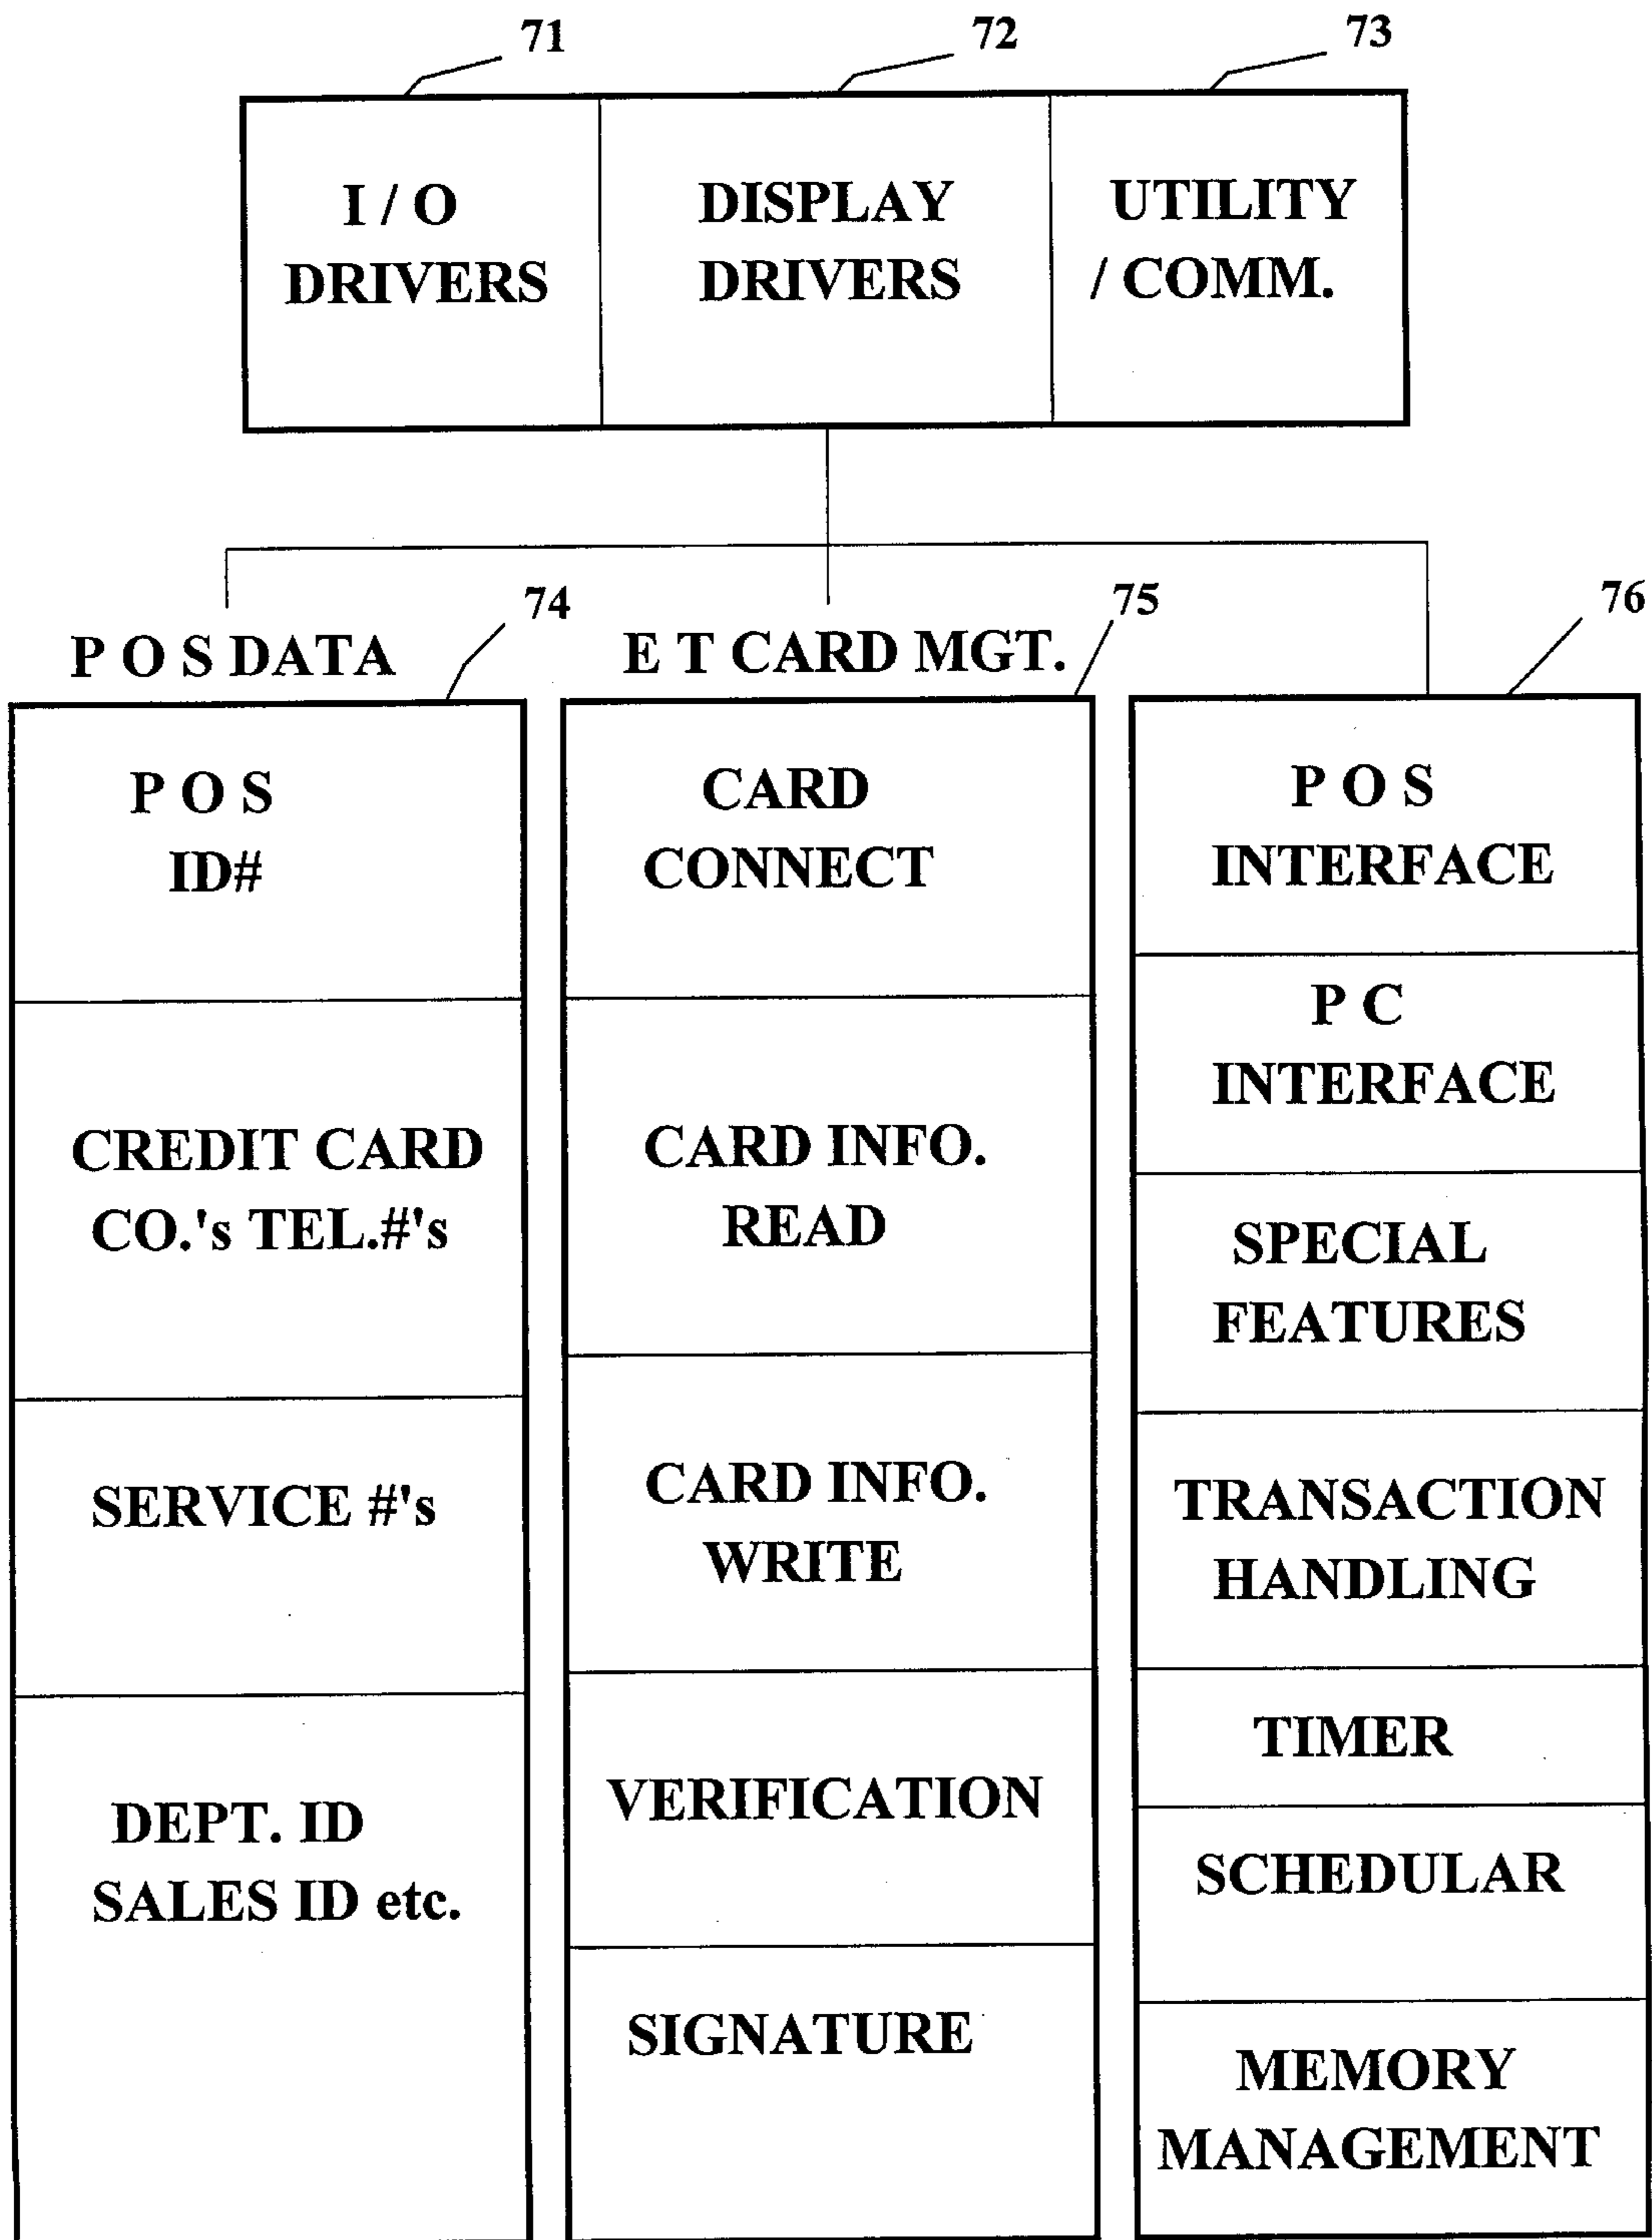 71
72
73
I / O
DRIVERS
DISPLAY
DRIVERS
UTILITY
/ COMM.
74
75
76
P O S DATA
E T CARD MGT.
P O S
ID#
CREDIT CARD
CO.'s TEL.#'s
SERVICE #'s
DEPT. ID
SALES ID etc.
CARD
CONNECT
CARD INFO.
READ
CARD INFO.
WRITE
VERIFICATION
SIGNATURE
P O S
INTERFACE
P C
INTERFACE
SPECIAL
FEATURES
TRANSACTION
HANDLING
TIMER
SCHEDULAR
MEMORY
MANAGEMENT